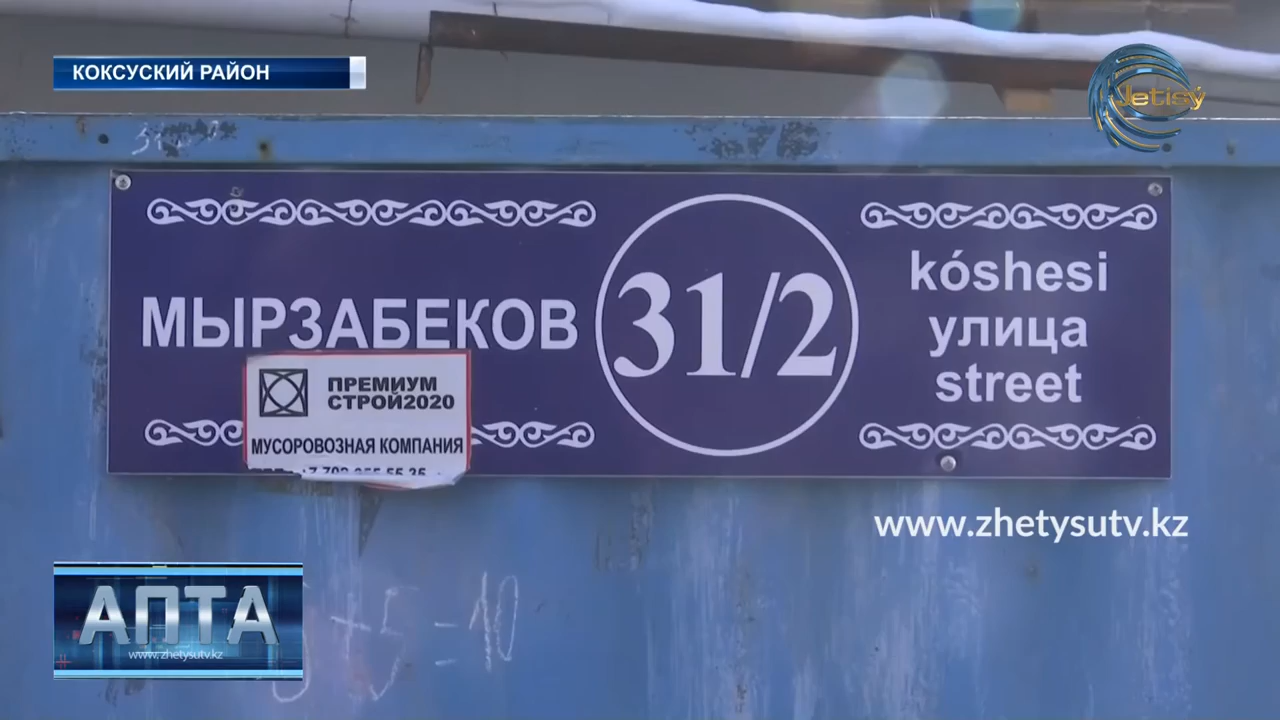 КОКСУСКИЙ РАЙОН
Jetisý
МЫРЗАБЕКОВ
31/2
kóshesi
улица
street
ПРЕМИУМ
СТРОЙ2020
МУСОРОВОЗНАЯ КОМПАНИЯ
www.zhetysutv.kz
АПТА
www.zhetysutv.kz